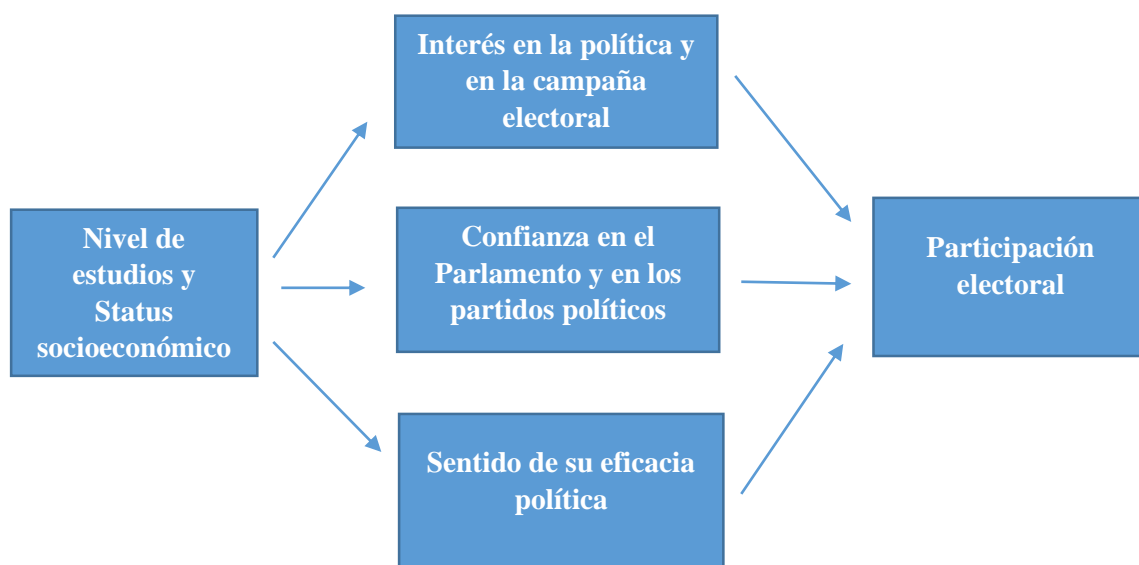 Interés en la política y
en la campaña
electoral
Nivel de
estudios y
Status
socioeconómico
Confianza en el
Parlamento y en los
partidos políticos
Participación
electoral
Sentido de su eficacia
política